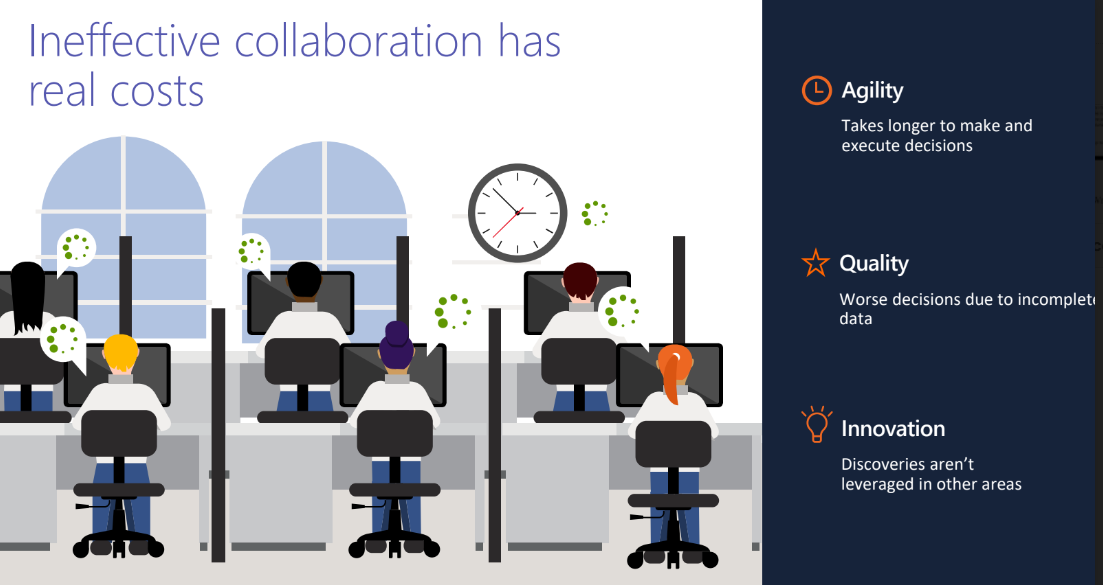 Ineffective collaboration has
real costs
Agility
Takes longer to make and
execute decisions
Quality
Worse decisions due to incomplete
data
Innovation
Discoveries aren’t
leveraged in other areas